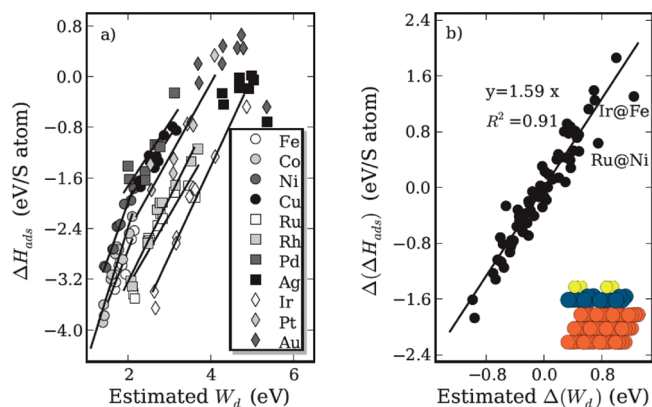 a)
0.8
0.0
−0.8
−1.6
−2.4
−3.2
−4.0
ΔH_ads (eV/S atom)
2
4
6
Estimated W_d (eV)
Fe
Co
Ni
Cu
Ru
Rh
Pd
Ag
Ir
Pt
Au
b)
2.4
1.6
0.8
0.0
−0.8
−1.6
−2.4
Δ(ΔH_ads) (eV/S atom)
y=1.59 x
R² =0.91
Ir@Fe
Ru@Ni
−0.8
0.0
0.8
Estimated Δ(W_d) (eV)